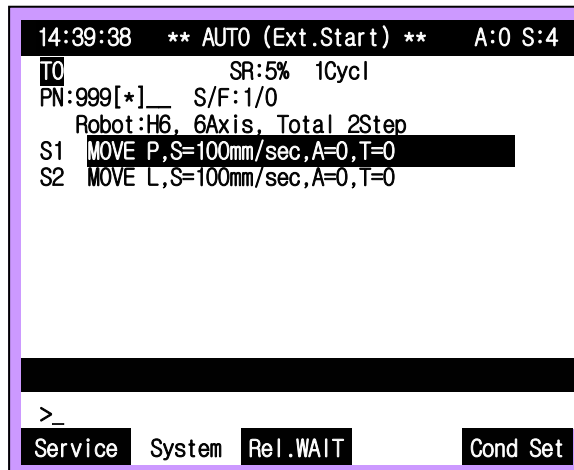 14:39:38 ** AUTO (Ext.Start) ** A:0 S:4
T0 SR:5% 1Cycl
PN:999[*]__ S/F:1/0
Robot:H6, 6Axis, Total 2Step
S1 MOVE P,S=100mm/sec,A=0,T=0
S2 MOVE L,S=100mm/sec,A=0,T=0
>_
Service System Rel.WAIT Cond Set